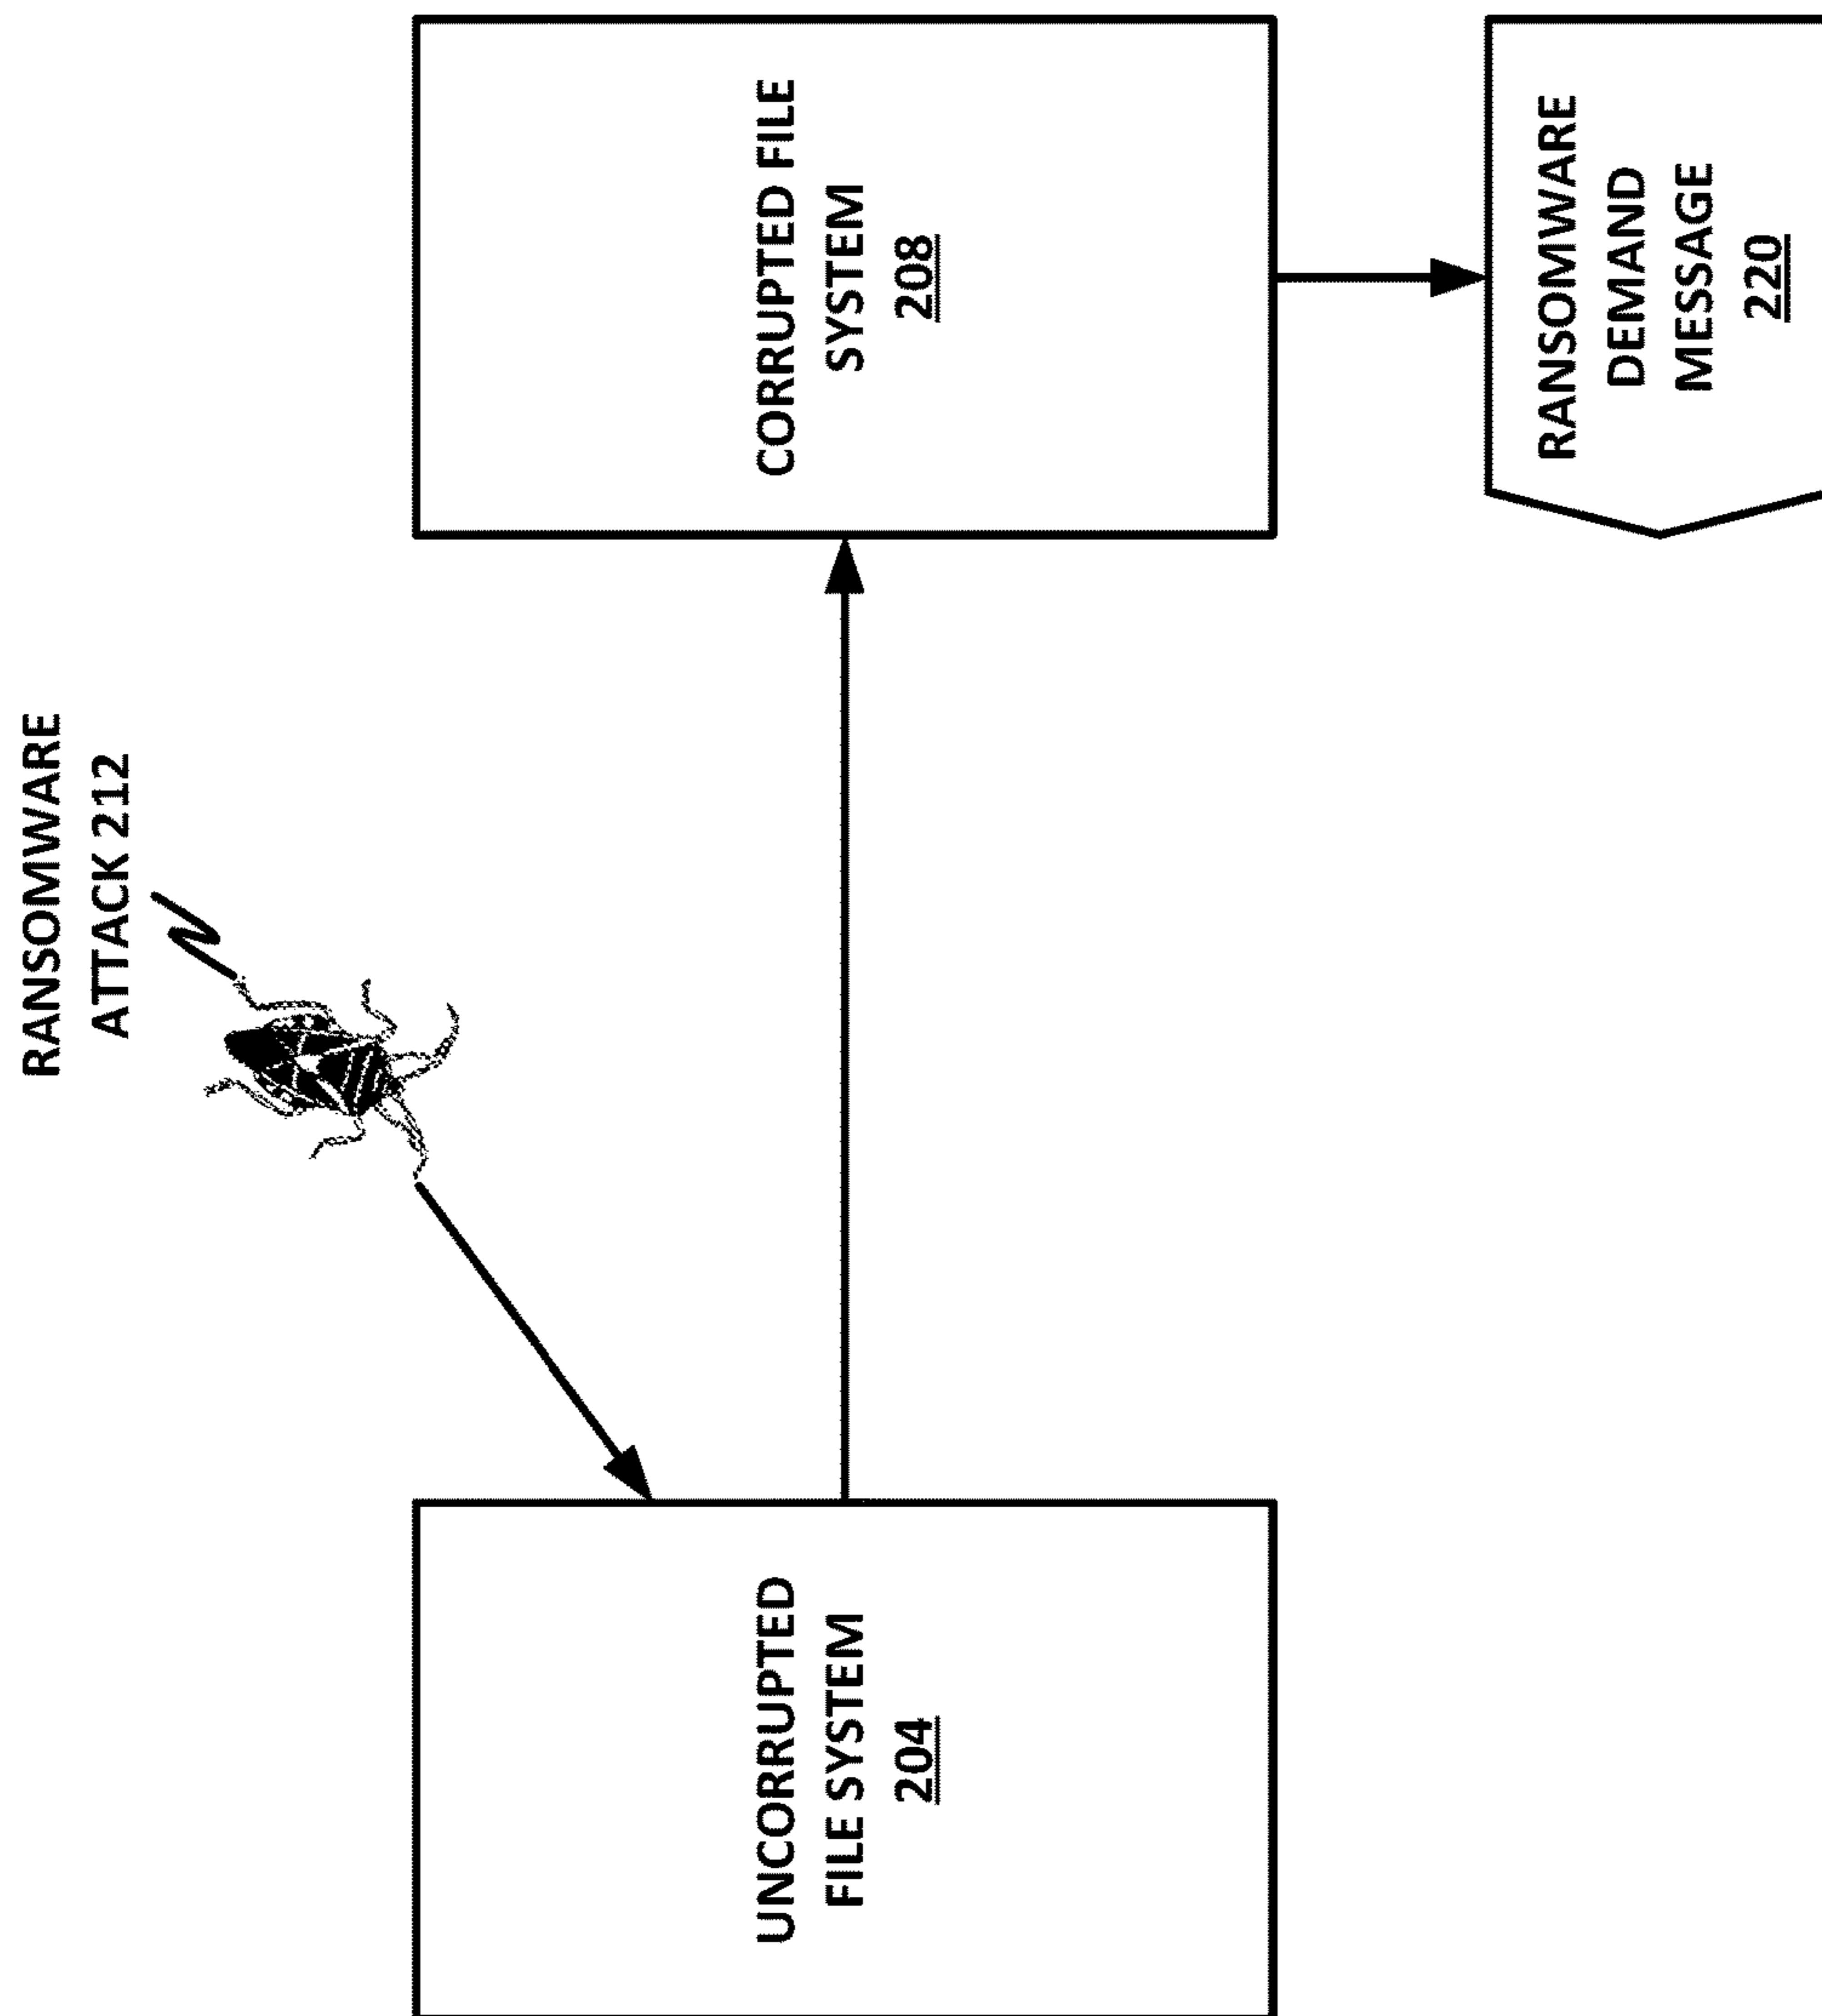 RANSOMWARE
ATTACK 212
UNCORRUPTED
FILE SYSTEM
204
CORRUPTED FILE
SYSTEM
208
RANSOMWARE
DEMAND
MESSAGE
220